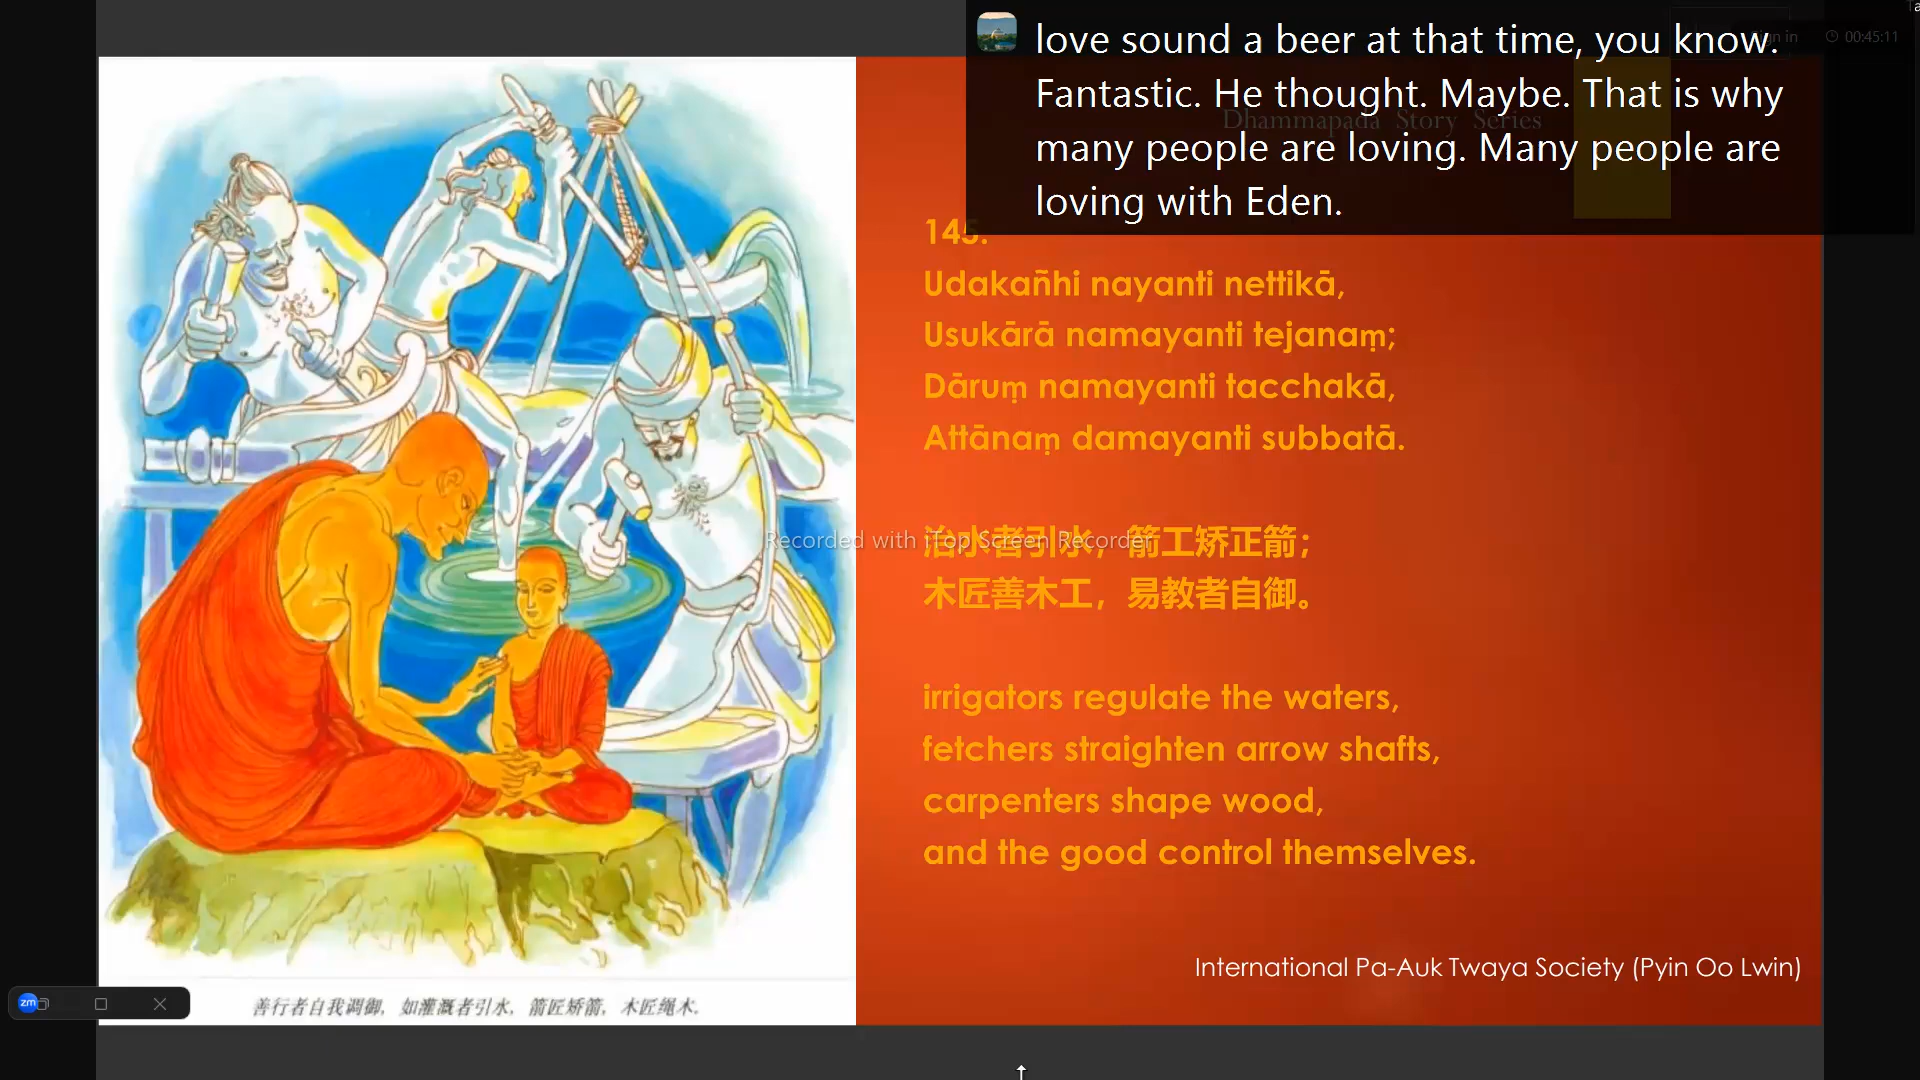 love sound a beer at that time, you know.
Fantastic. He thought. Maybe. That is why
many people are loving. Many people are
loving with Eden.
in
00:45:11
Dhammapada Story Series
145.
Udakañhi nayanti nettikā,
Usukārā namayanti tejanaṃ;
Dāruṃ namayanti tacchakā,
Attānaṃ damayanti subbatā.
治水者引水，箭工矫正箭；
木匠善木工，易教者自御。
Recorded with iTop Screen Recorder
irrigators regulate the waters,
fetchers straighten arrow shafts,
carpenters shape wood,
and the good control themselves.
International Pa-Auk Twaya Society (Pyin Oo Lwin)
zm
善行者自我调御，如灌溉者引水，箭匠矫箭，木匠绳木。